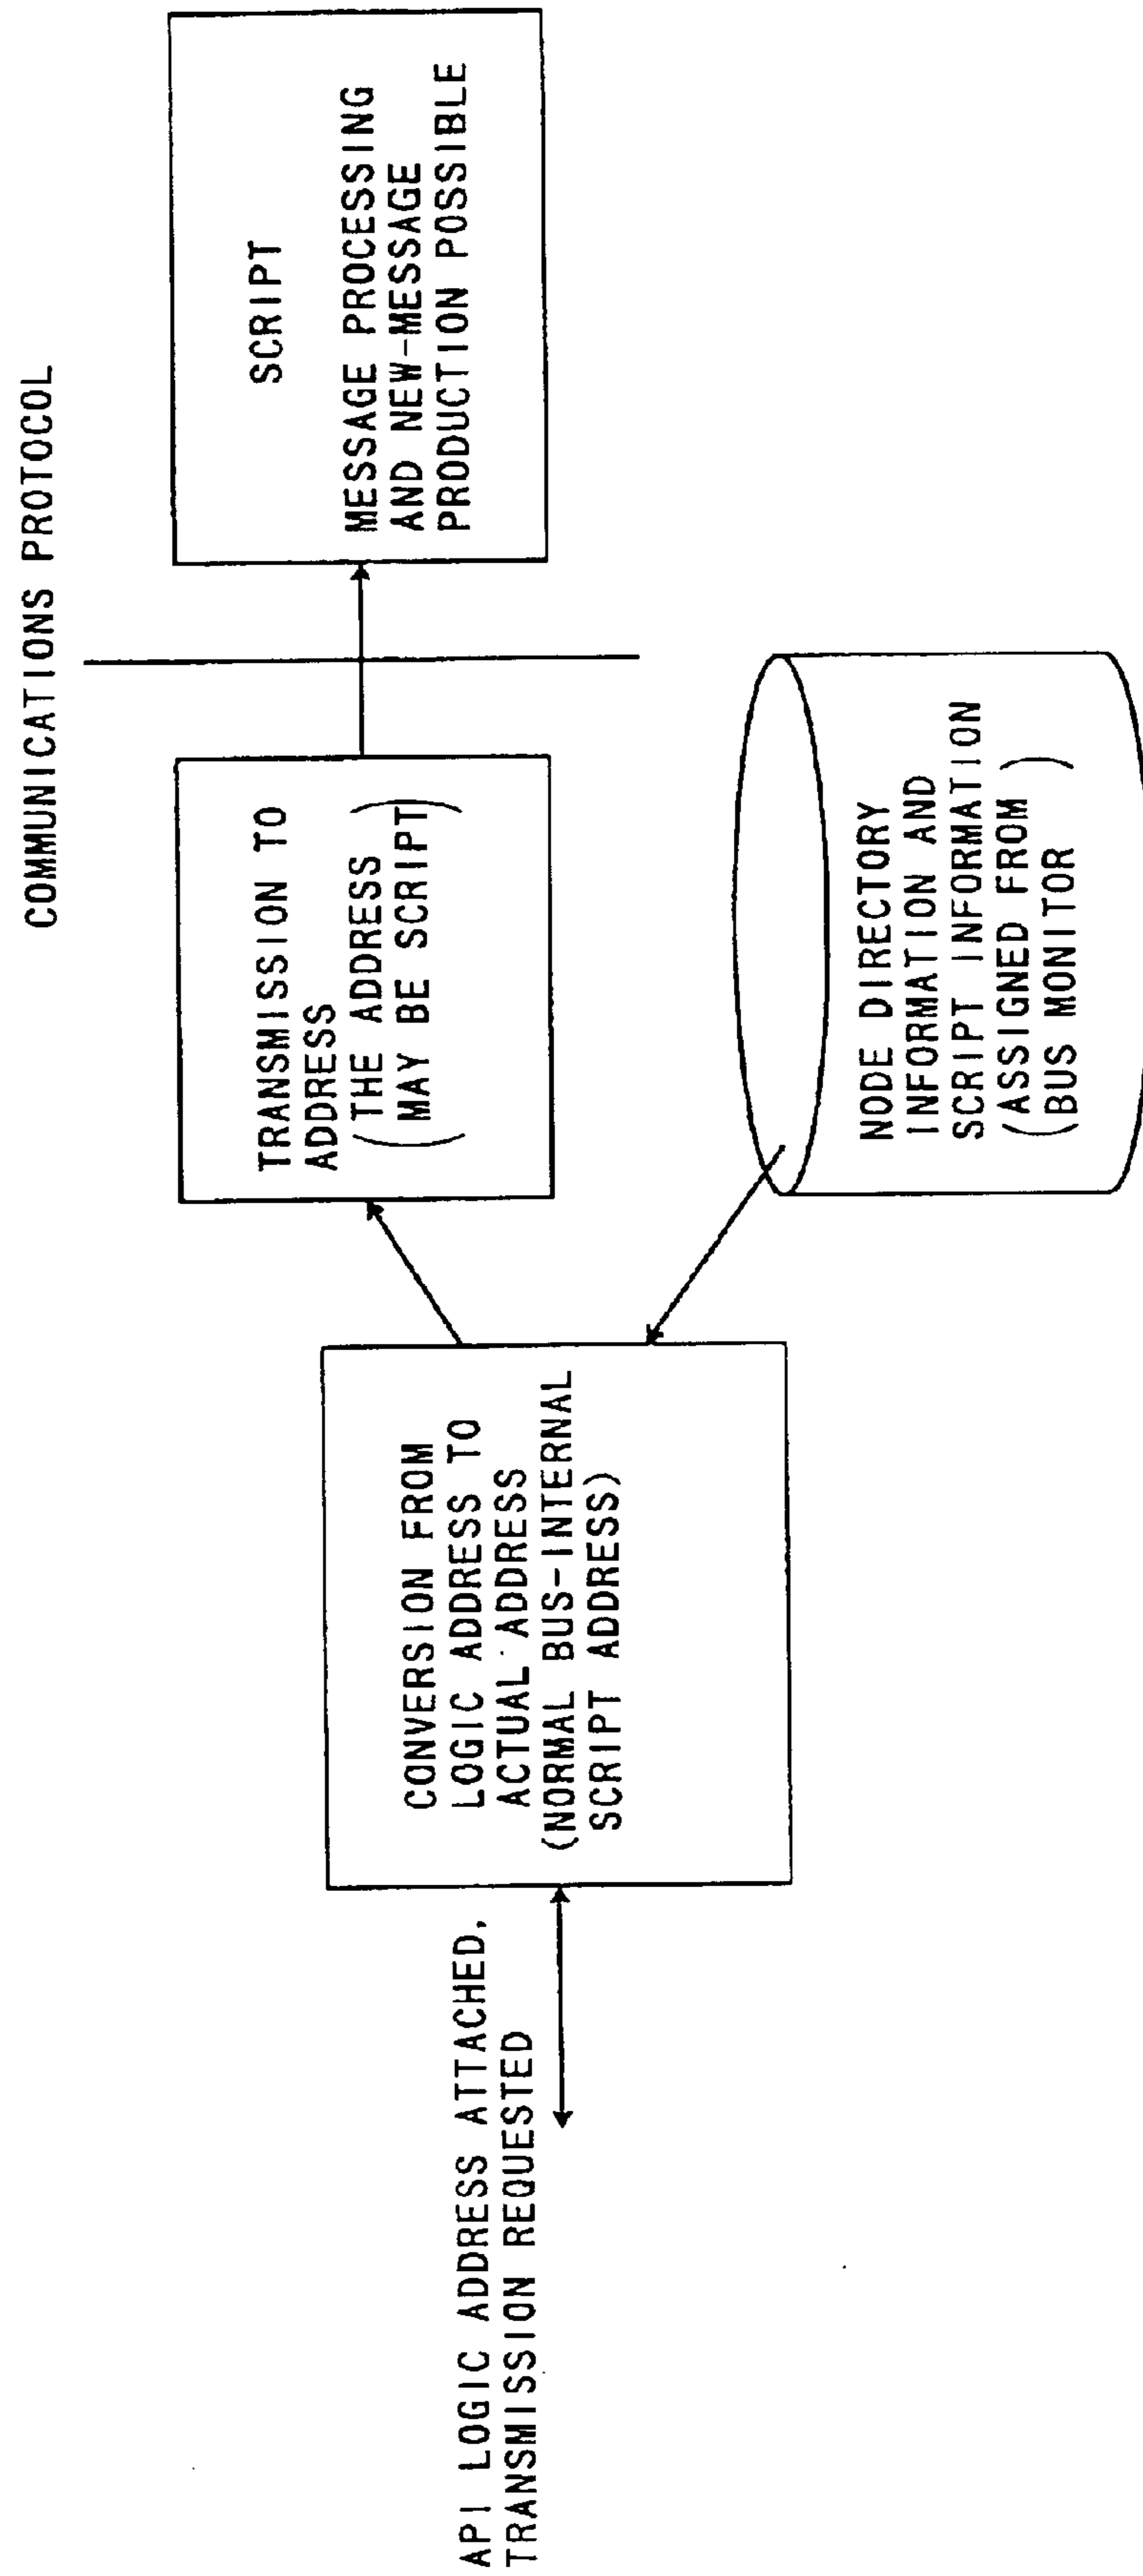 API LOGIC ADDRESS ATTACHED,
TRANSMISSION REQUESTED
CONVERSION FROM
LOGIC ADDRESS TO
ACTUAL ADDRESS
(NORMAL BUS-INTERNAL
SCRIPT ADDRESS)
TRANSMISSION TO
ADDRESS
(THE ADDRESS
MAY BE SCRIPT)
NODE DIRECTORY
INFORMATION AND
SCRIPT INFORMATION
(ASSIGNED FROM
BUS MONITOR)
COMMUNICATIONS PROTOCOL
SCRIPT
MESSAGE PROCESSING
AND NEW-MESSAGE
PRODUCTION POSSIBLE